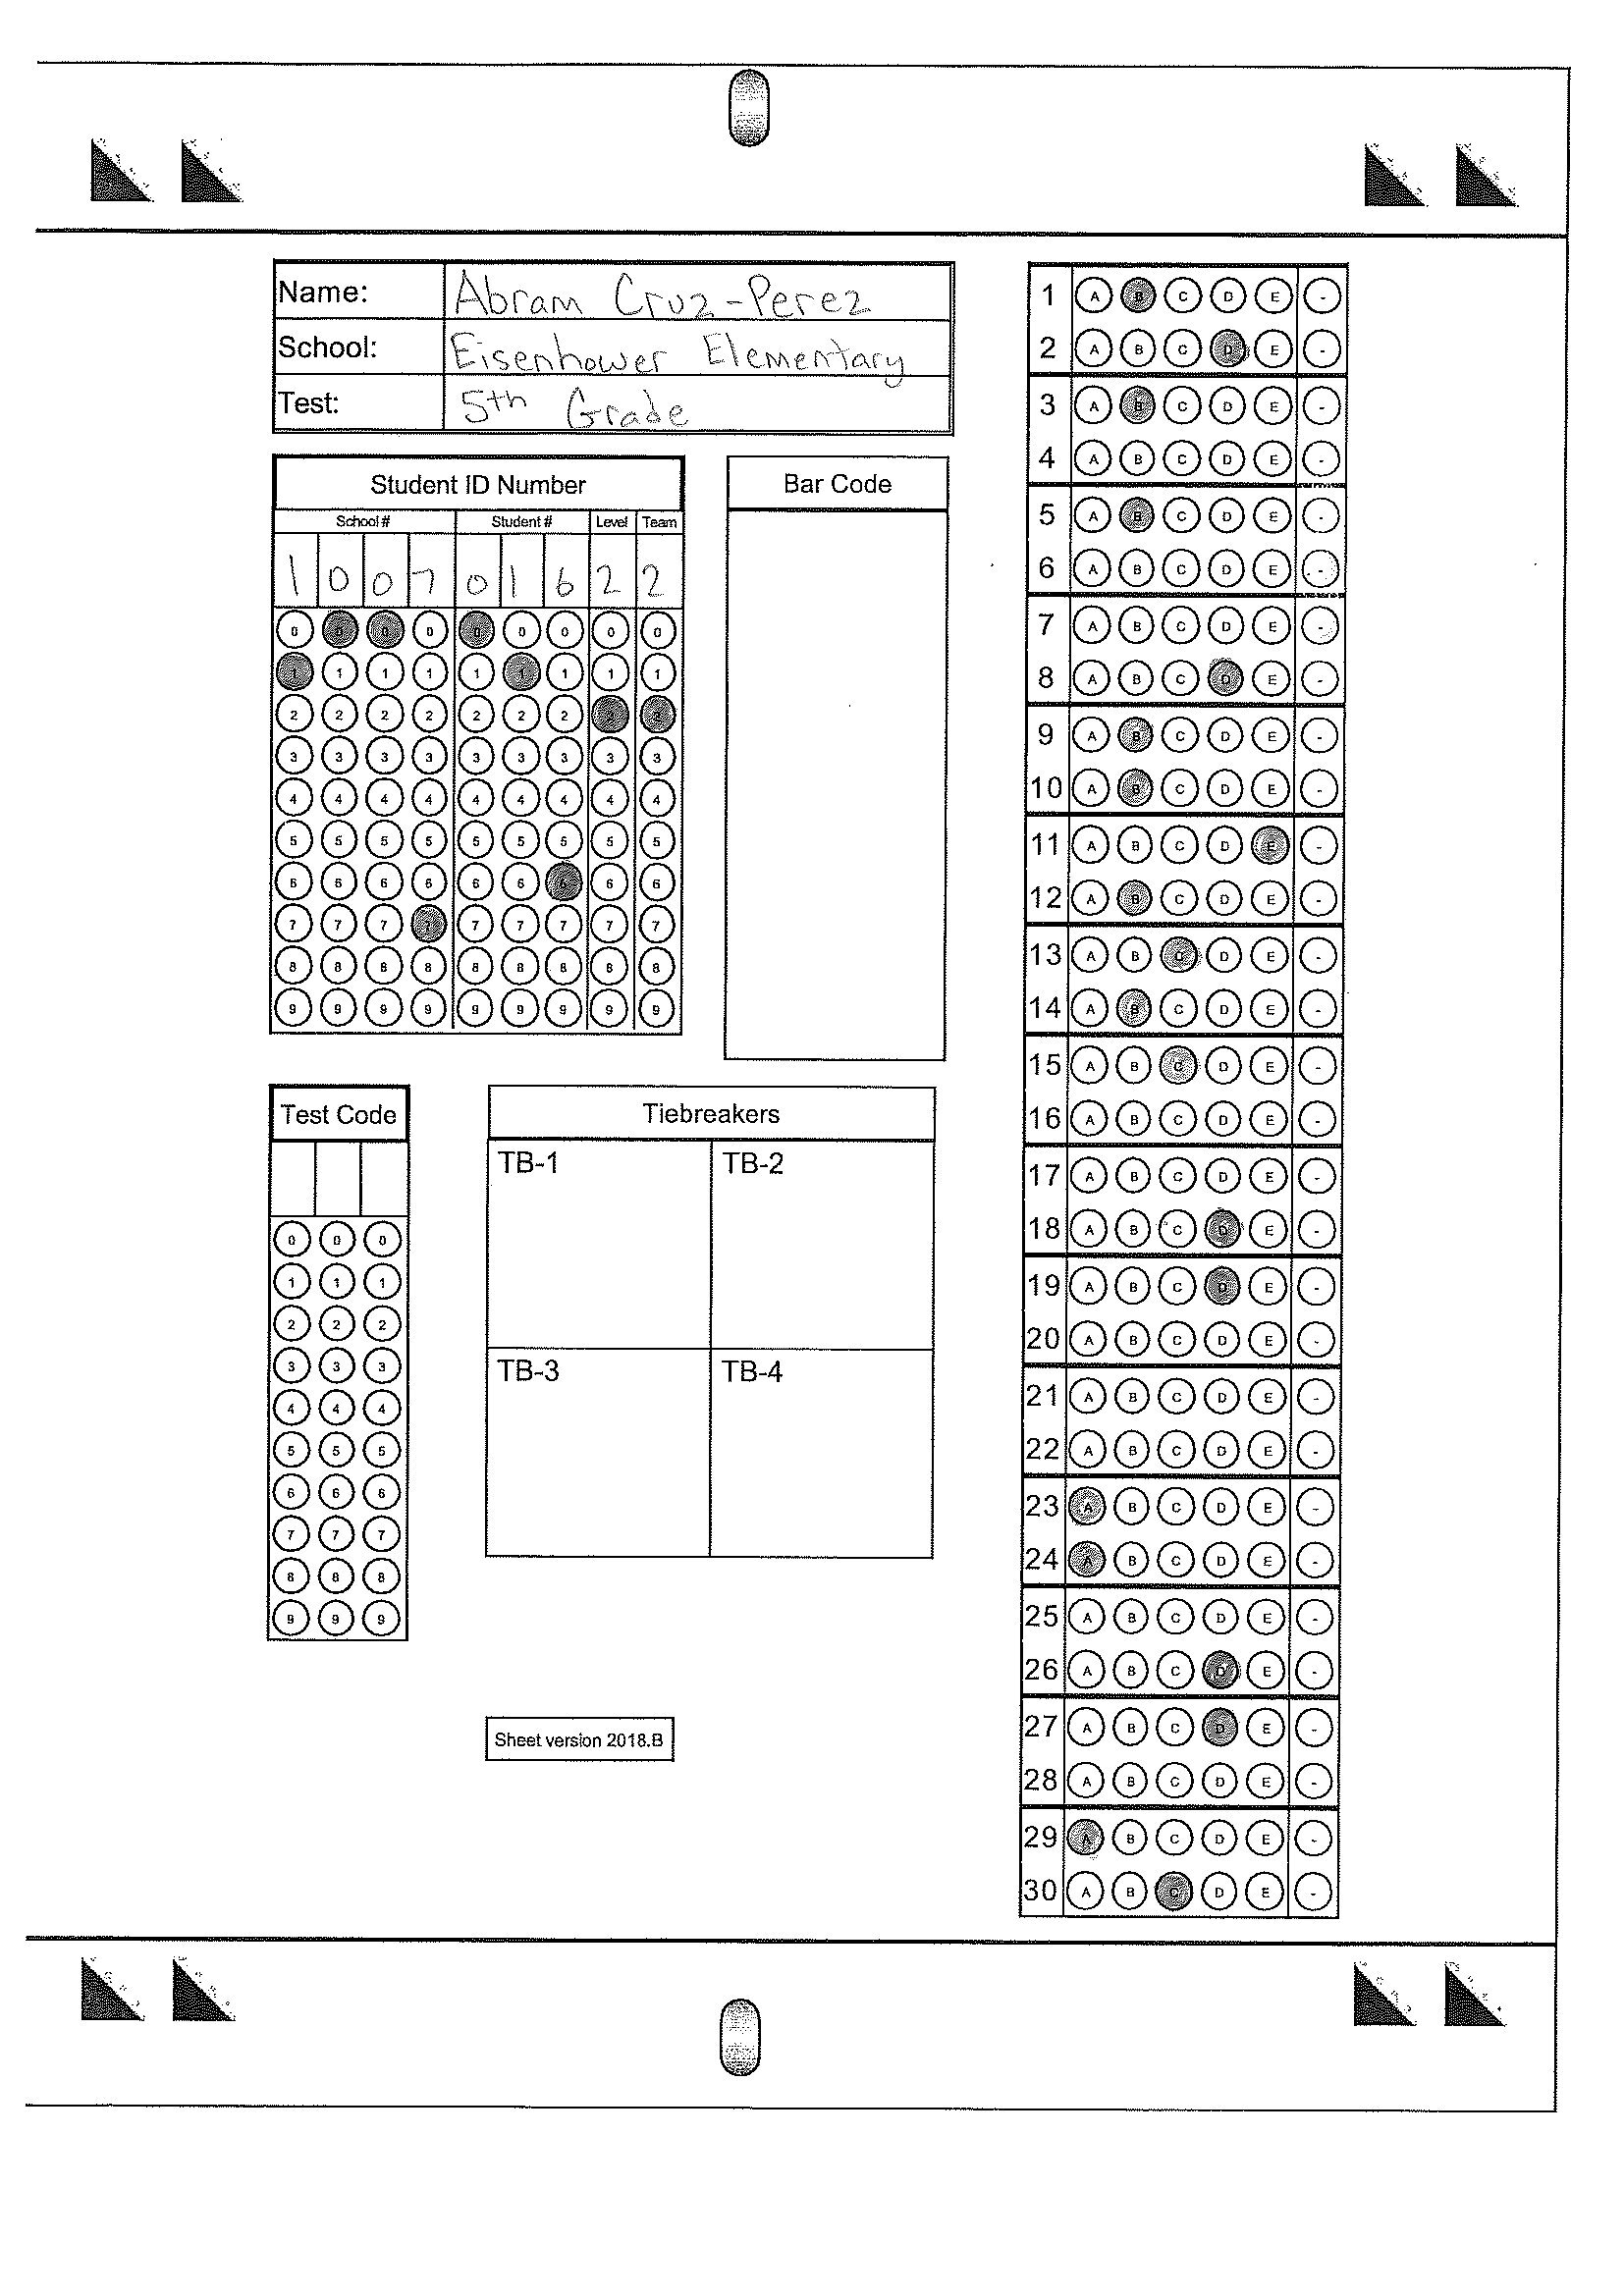 Name: Abram Cruz-Perez
School: Eisenhower Elementary
Test: 5th Grade
Student ID Number
School # Student # Level Team
1 0 0 7 0 1 6 2 2
0 0 0 0 0 0 0 0 0
1 1 1 1 1 1 1 1 1
2 2 2 2 2 2 2 2 2
3 3 3 3 3 3 3 3 3
4 4 4 4 4 4 4 4 4
5 5 5 5 5 5 5 5 5
6 6 6 6 6 6 6 6 6
7 7 7 7 7 7 7 7 7
8 8 8 8 8 8 8 8 8
9 9 9 9 9 9 9 9 9
Bar Code
Test Code
0 0 0
1 1 1
2 2 2
3 3 3
4 4 4
5 5 5
6 6 6
7 7 7
8 8 8
9 9 9
Tiebreakers
TB-1 TB-2
TB-3 TB-4
Sheet version 2018.B
1 A B C D E -
2 A B C D E -
3 A B C D E -
4 A B C D E -
5 A B C D E -
6 A B C D E -
7 A B C D E -
8 A B C D E -
9 A B C D E -
10 A B C D E -
11 A B C D E -
12 A B C D E -
13 A B C D E -
14 A B C D E -
15 A B C D E -
16 A B C D E -
17 A B C D E -
18 A B C D E -
19 A B C D E -
20 A B C D E -
21 A B C D E -
22 A B C D E -
23 A B C D E -
24 A B C D E -
25 A B C D E -
26 A B C D E -
27 A B C D E -
28 A B C D E -
29 A B C D E -
30 A B C D E -